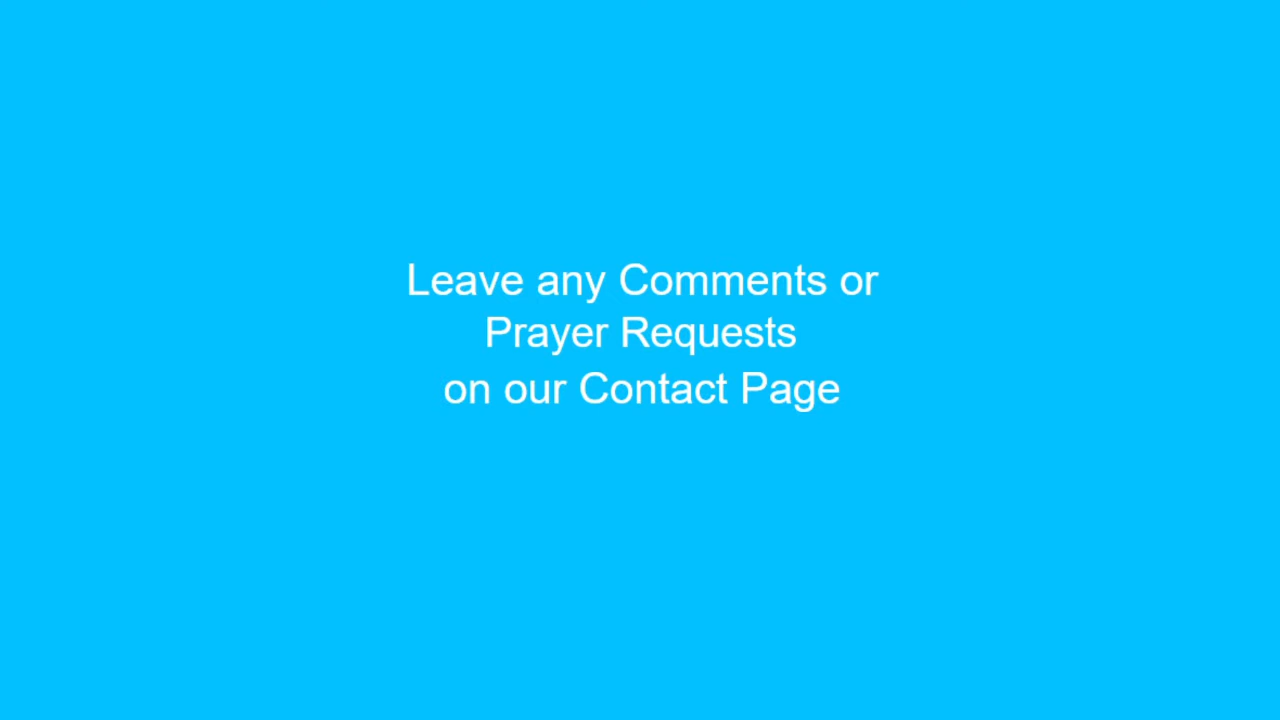 Leave any Comments or
Prayer Requests
on our Contact Page